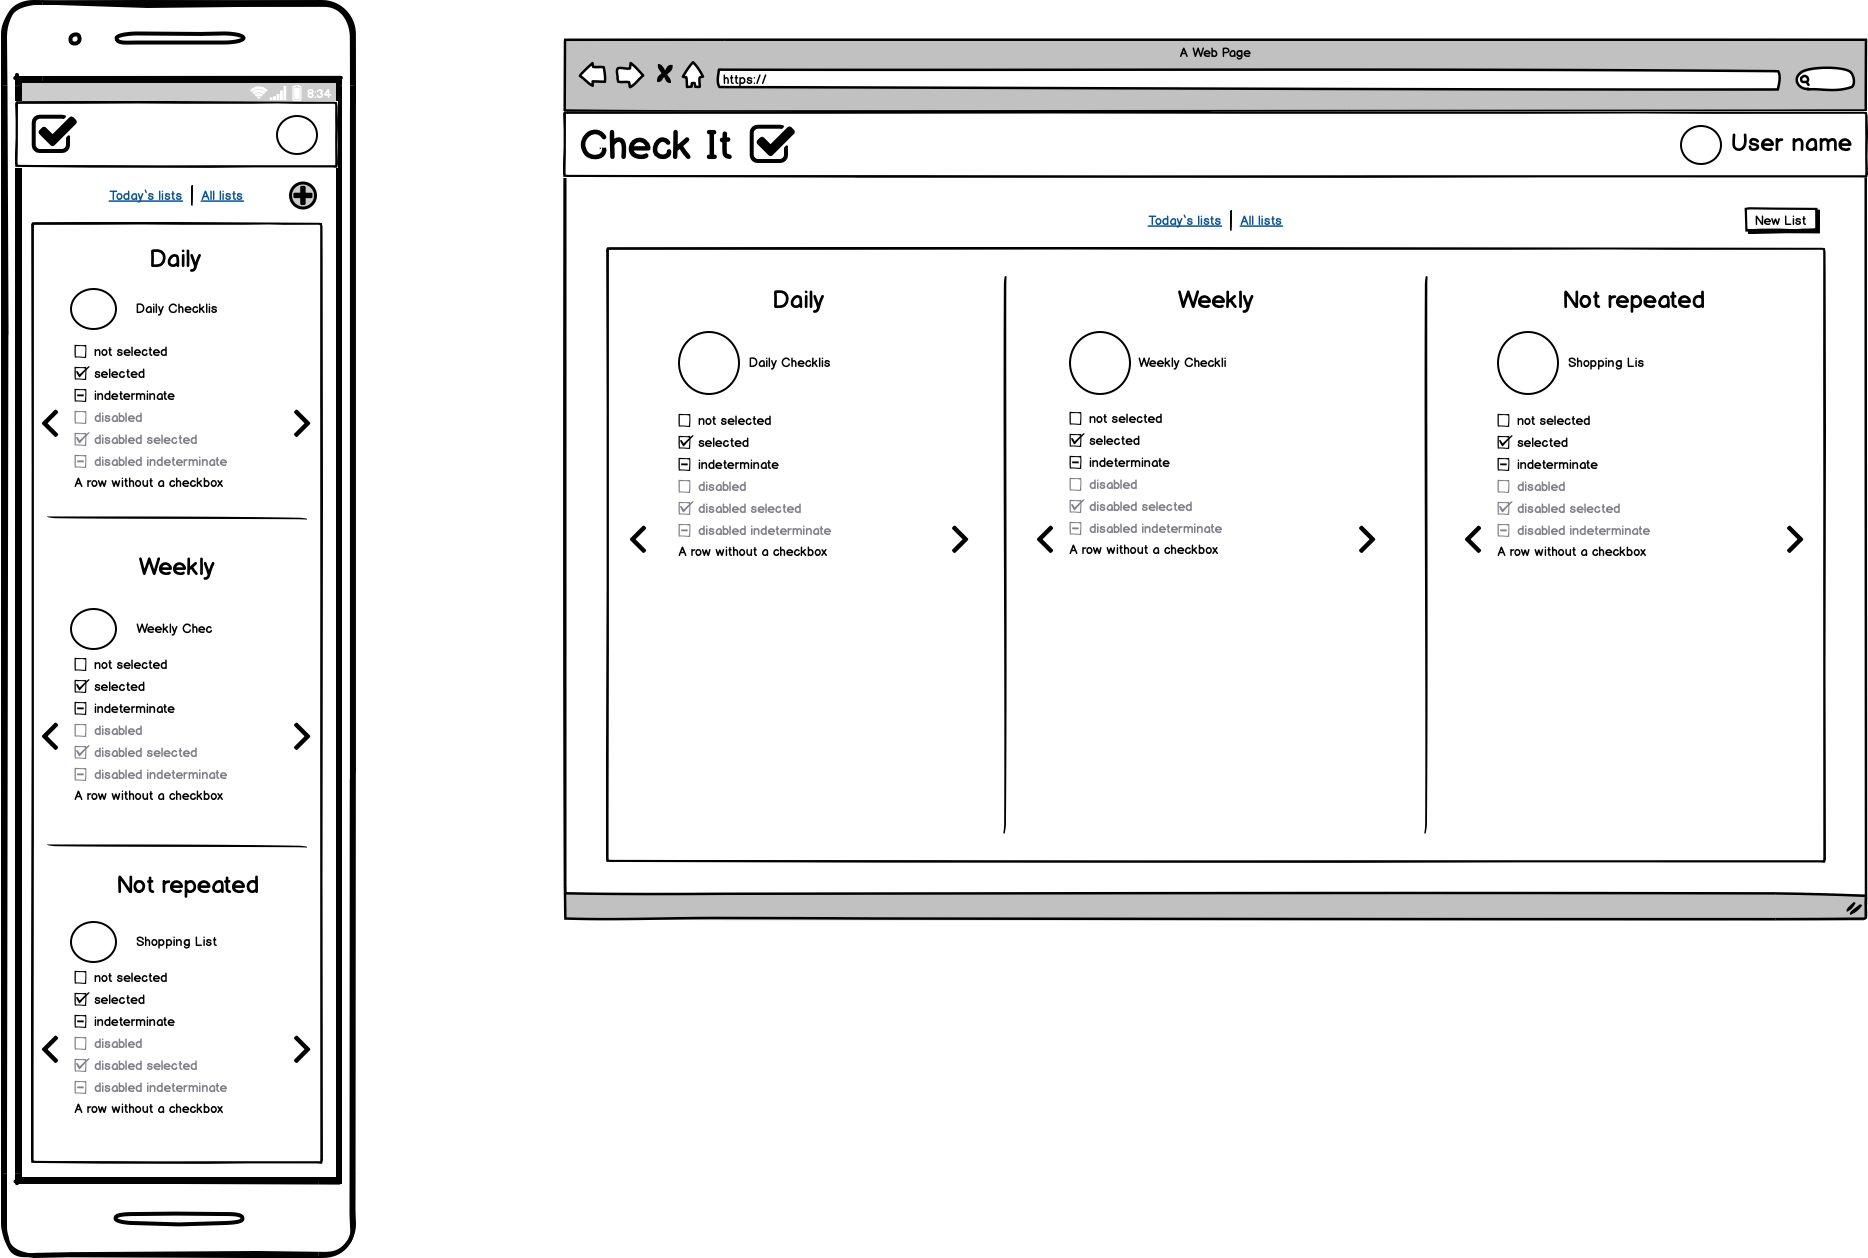 8:34
Today's lists | All lists
Daily
Daily Checklis
not selected
selected
indeterminate
disabled
disabled selected
disabled indeterminate
A row without a checkbox
Weekly
Weekly Chec
not selected
selected
indeterminate
disabled
disabled selected
disabled indeterminate
A row without a checkbox
Not repeated
Shopping List
not selected
selected
indeterminate
disabled
disabled selected
disabled indeterminate
A row without a checkbox
A Web Page
https://
Check It
User name
Today's lists | All lists
New List
Daily
Daily Checklis
not selected
selected
indeterminate
disabled
disabled selected
disabled indeterminate
A row without a checkbox
Weekly
Weekly Checkli
not selected
selected
indeterminate
disabled
disabled selected
disabled indeterminate
A row without a checkbox
Not repeated
Shopping Lis
not selected
selected
indeterminate
disabled
disabled selected
disabled indeterminate
A row without a checkbox